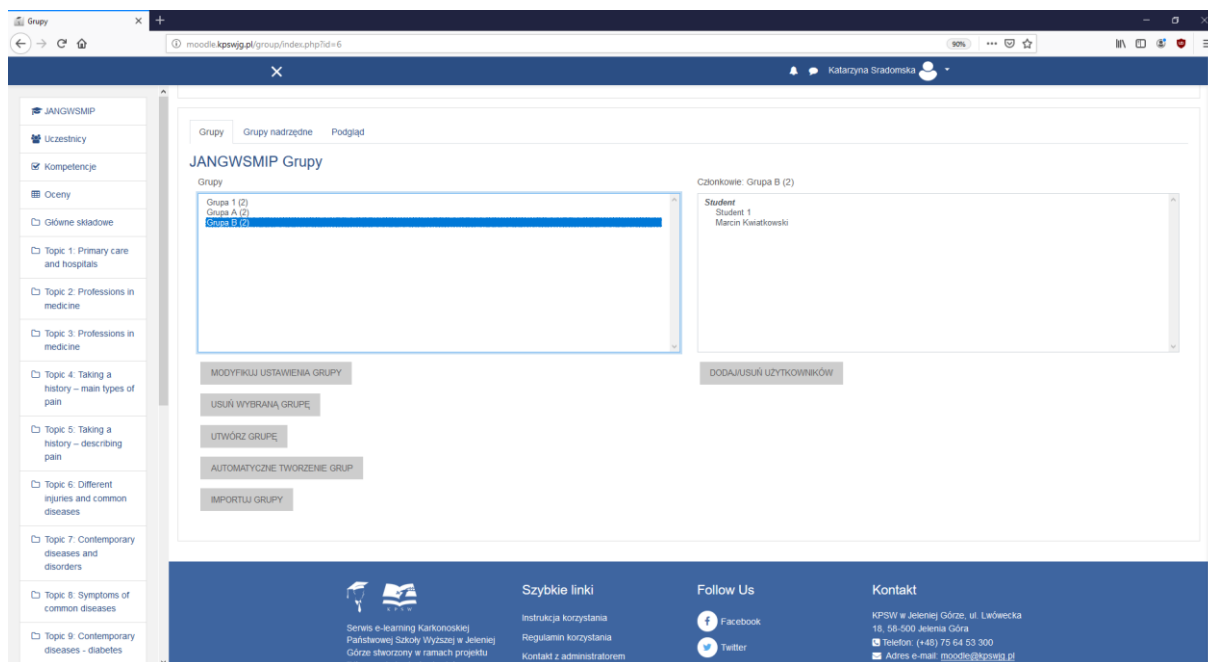 Grupy
moodle.kpswjg.pl/group/index.php?id=6
90%
Katarzyna Sradomska
JANGWSMIP
Uczestnicy
Kompetencje
Oceny
Główne składowe
Topic 1: Primary care
and hospitals
Topic 2: Professions in
medicine
Topic 3: Professions in
medicine
Topic 4: Taking a
history – main types of
pain
Topic 5: Taking a
history – describing
pain
Topic 6: Different
injuries and common
diseases
Topic 7: Contemporary
diseases and
disorders
Topic 8: Symptoms of
common diseases
Topic 9: Contemporary
diseases - diabetes
Grupy
Grupy nadrzędne
Podgląd
JANGWSMIP Grupy
Grupy
Grupa 1 (2)
Grupa A (2)
Grupa B (2)
MODYFIKUJ USTAWIENIA GRUPY
USUŃ WYBRANĄ GRUPĘ
UTWÓRZ GRUPĘ
AUTOMATYCZNE TWORZENIE GRUP
IMPORTUJ GRUPY
Członkowie: Grupa B (2)
Student
Student 1
Marcin Kwiatkowski
DODAJ/USUŃ UŻYTKOWNIKÓW
KPSW
Serwis e-learning Karkonoskiej
Państwowej Szkoły Wyższej w Jeleniej
Górze stworzony w ramach projektu
Szybkie linki
Instrukcja korzystania
Regulamin korzystania
Kontakt z administratorem
Follow Us
Facebook
Twitter
Kontakt
KPSW w Jeleniej Górze, ul. Lwówecka
18, 58-500 Jelenia Góra
Telefon: (+48) 75 64 53 300
Adres e-mail: moodle@kpswjg.pl